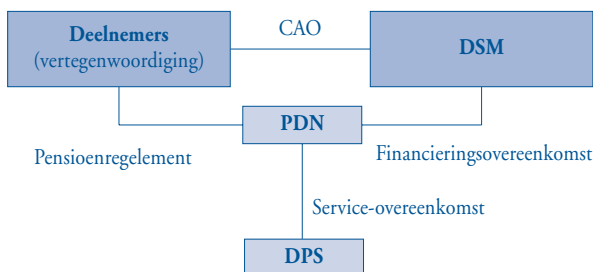 Deelnemers
(vertegenwoordiging)
CAO
DSM
PDN
Pensioenregelement
Financieringsovereenkomst
Service-overeenkomst
DPS